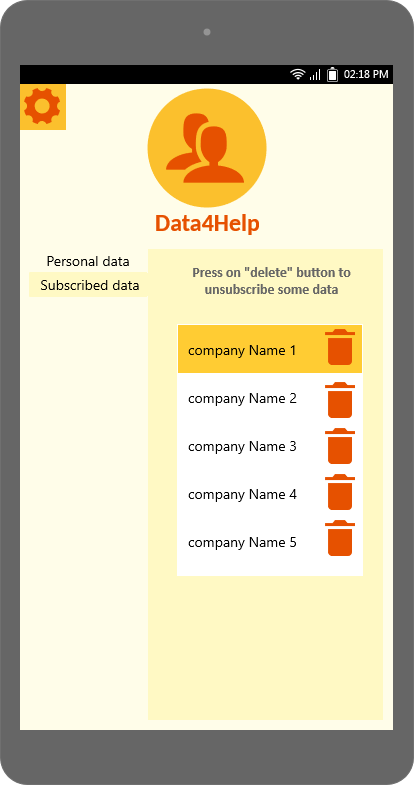 02:18 PM
Data4Help
Personal data
Subscribed data
Press on "delete" button to
unsubscribe some data
company Name 1
company Name 2
company Name 3
company Name 4
company Name 5